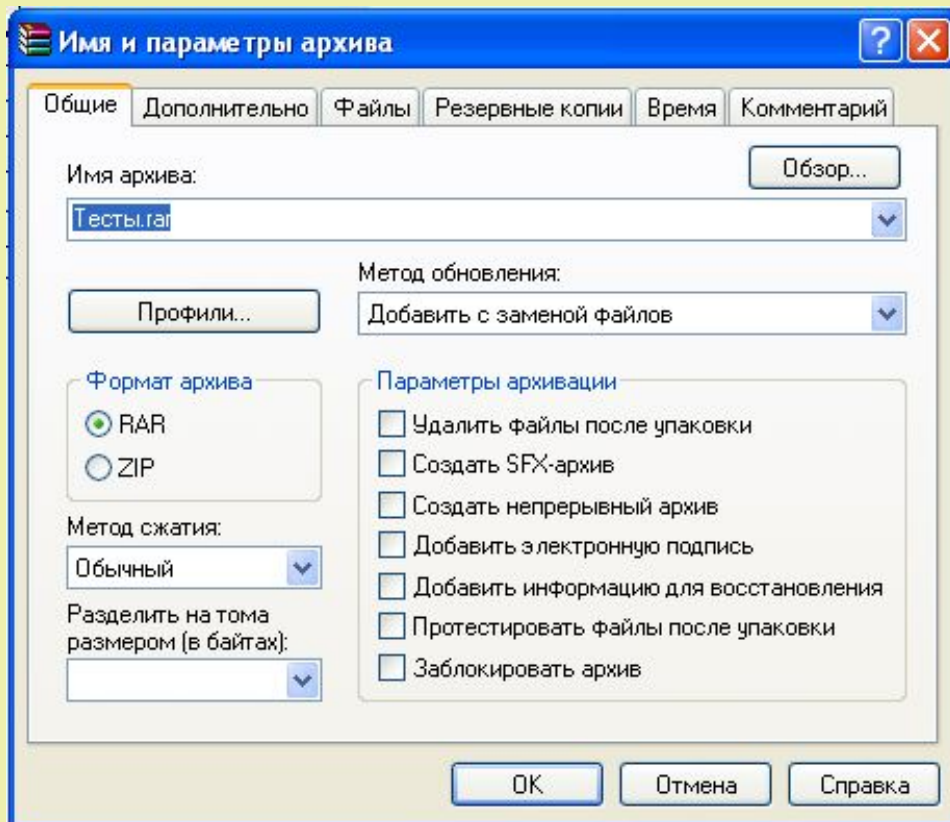 Имя и параметры архива
Общие Дополнительно Файлы Резервные копии Время Комментарий
Имя архива:
Обзор...
Тесты.rar
Метод обновления:
Профили...
Добавить с заменой файлов
Формат архива
RAR
ZIP
Метод сжатия:
Обычный
Разделить на тома
размером (в байтах):
Параметры архивации
Удалить файлы после упаковки
Создать SFX-архив
Создать непрерывный архив
Добавить электронную подпись
Добавить информацию для восстановления
Протестировать файлы после упаковки
Заблокировать архив
OK Отмена Справка